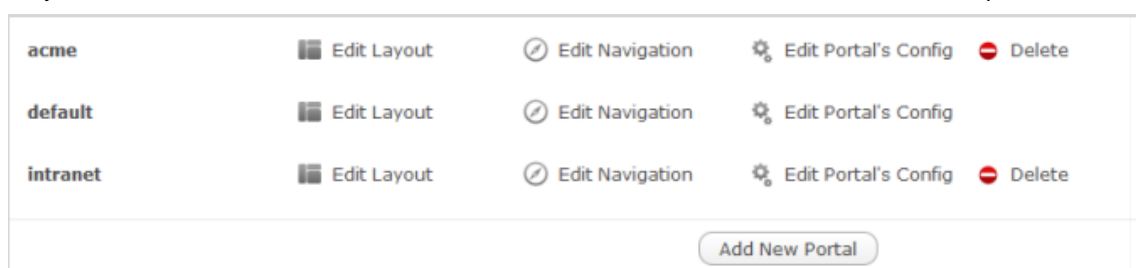 acme Edit Layout Edit Navigation Edit Portal's Config Delete
default Edit Layout Edit Navigation Edit Portal's Config
intranet Edit Layout Edit Navigation Edit Portal's Config Delete
Add New Portal